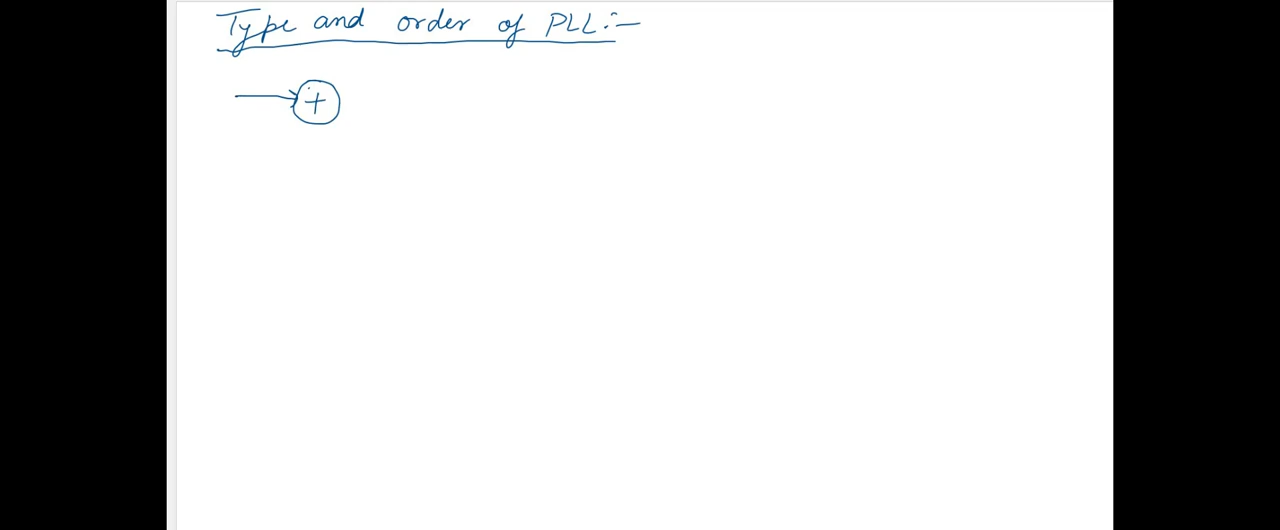 Type and order of PLL :-
+